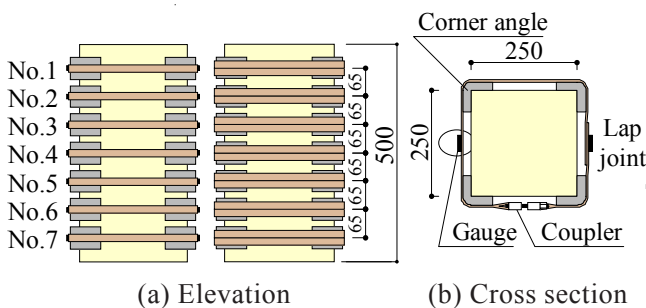 Corner angle
250
No.1
No.2
No.3
No.4
No.5
No.6
No.7
65
65
65
65
65
65
500
250
Lap
joint
Gauge
Coupler
(a) Elevation
(b) Cross section